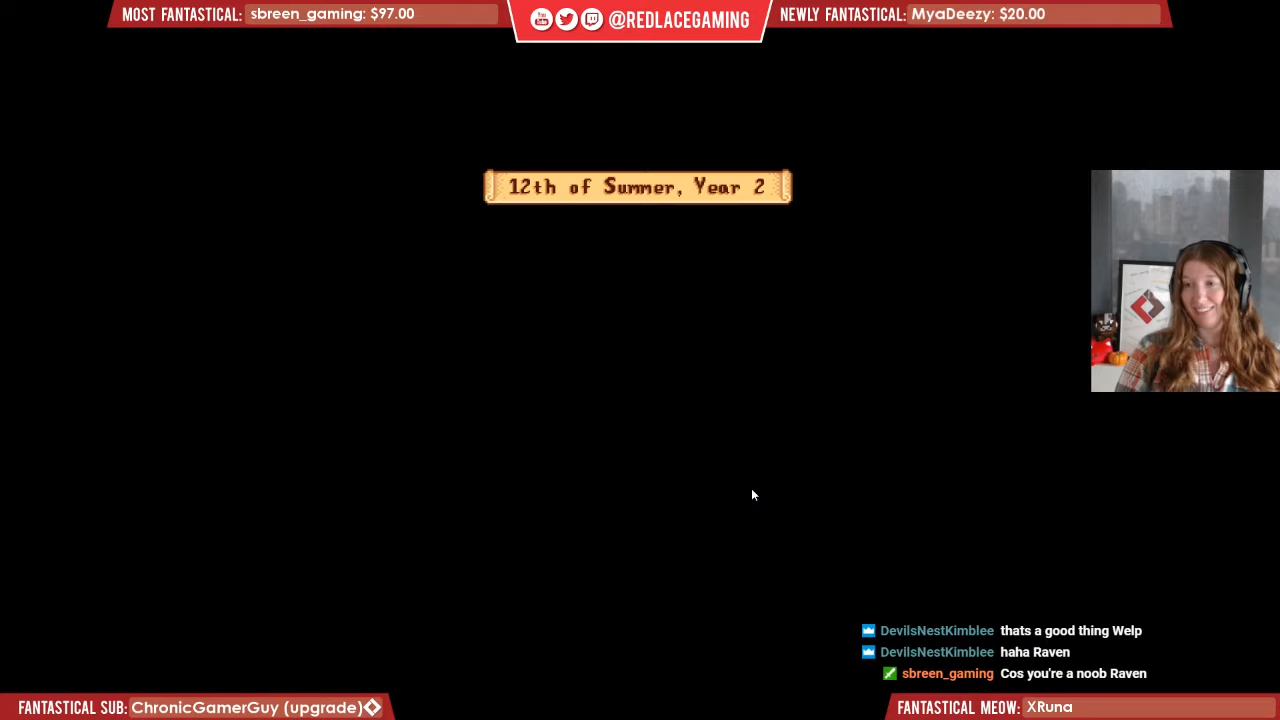 MOST FANTASTICAL: sbreen_gaming: $97.00
@REDLACEGAMING
NEWLY FANTASTICAL: MyaDeezy: $20.00
12th of Summer, Year 2
DevilsNestKimblee thats a good thing Welp
DevilsNestKimblee haha Raven
sbreen_gaming Cos you're a noob Raven
FANTASTICAL SUB: ChronicGamerGuy (upgrade)
FANTASTICAL MEOW: XRuna